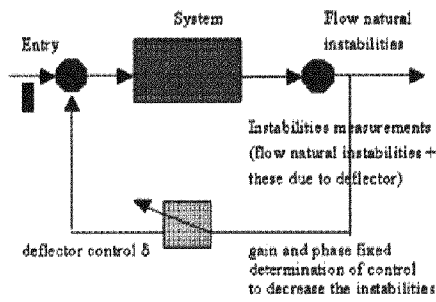 System
Flow natural
instabilities
Entry
Instabilities measurements
(flow natural instabilities +
these due to deflector)
deflector control δ
gain and phase fixed
determination of control
to decrease the instabilities